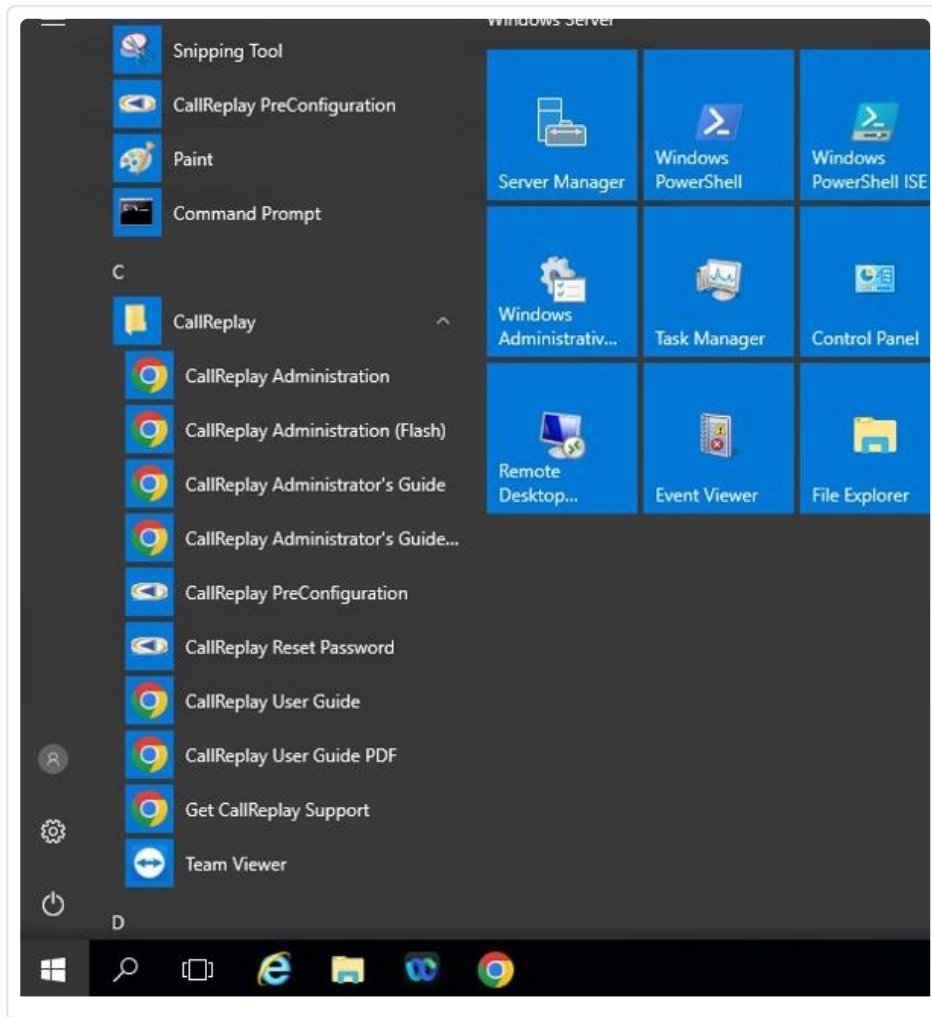 Snipping Tool
CallReplay PreConfiguration
Paint
Command Prompt
C
CallReplay
CallReplay Administration
CallReplay Administration (Flash)
CallReplay Administrator's Guide
CallReplay Administrator's Guide...
CallReplay PreConfiguration
CallReplay Reset Password
CallReplay User Guide
CallReplay User Guide PDF
Get CallReplay Support
Team Viewer
D
Windows Server
Server Manager
Windows
PowerShell
Windows
PowerShell ISE
Windows
Administrativ...
Task Manager
Control Panel
Remote
Desktop...
Event Viewer
File Explorer